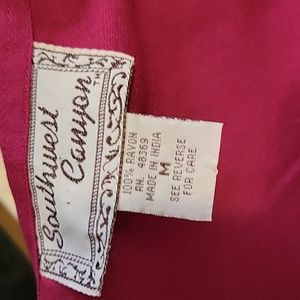 Southwest
Canyon
100% RAYON
RN. 48369
MADE IN INDIA
M
SEE REVERSE
FOR CARE